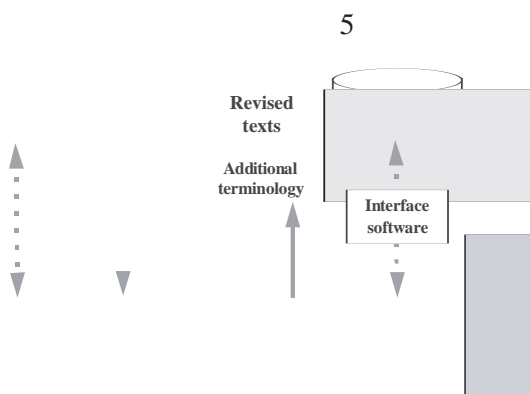 5
Revised
texts
Additional
terminology
Interface
software